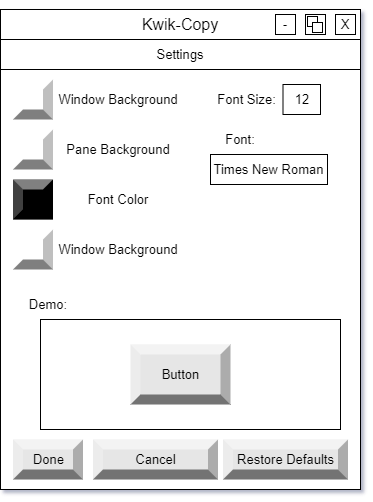 Kwik-Copy
- X
Settings
Window Background
Font Size: 12
Pane Background
Font:
Times New Roman
Font Color
Window Background
Demo:
Button
Done Cancel Restore Defaults